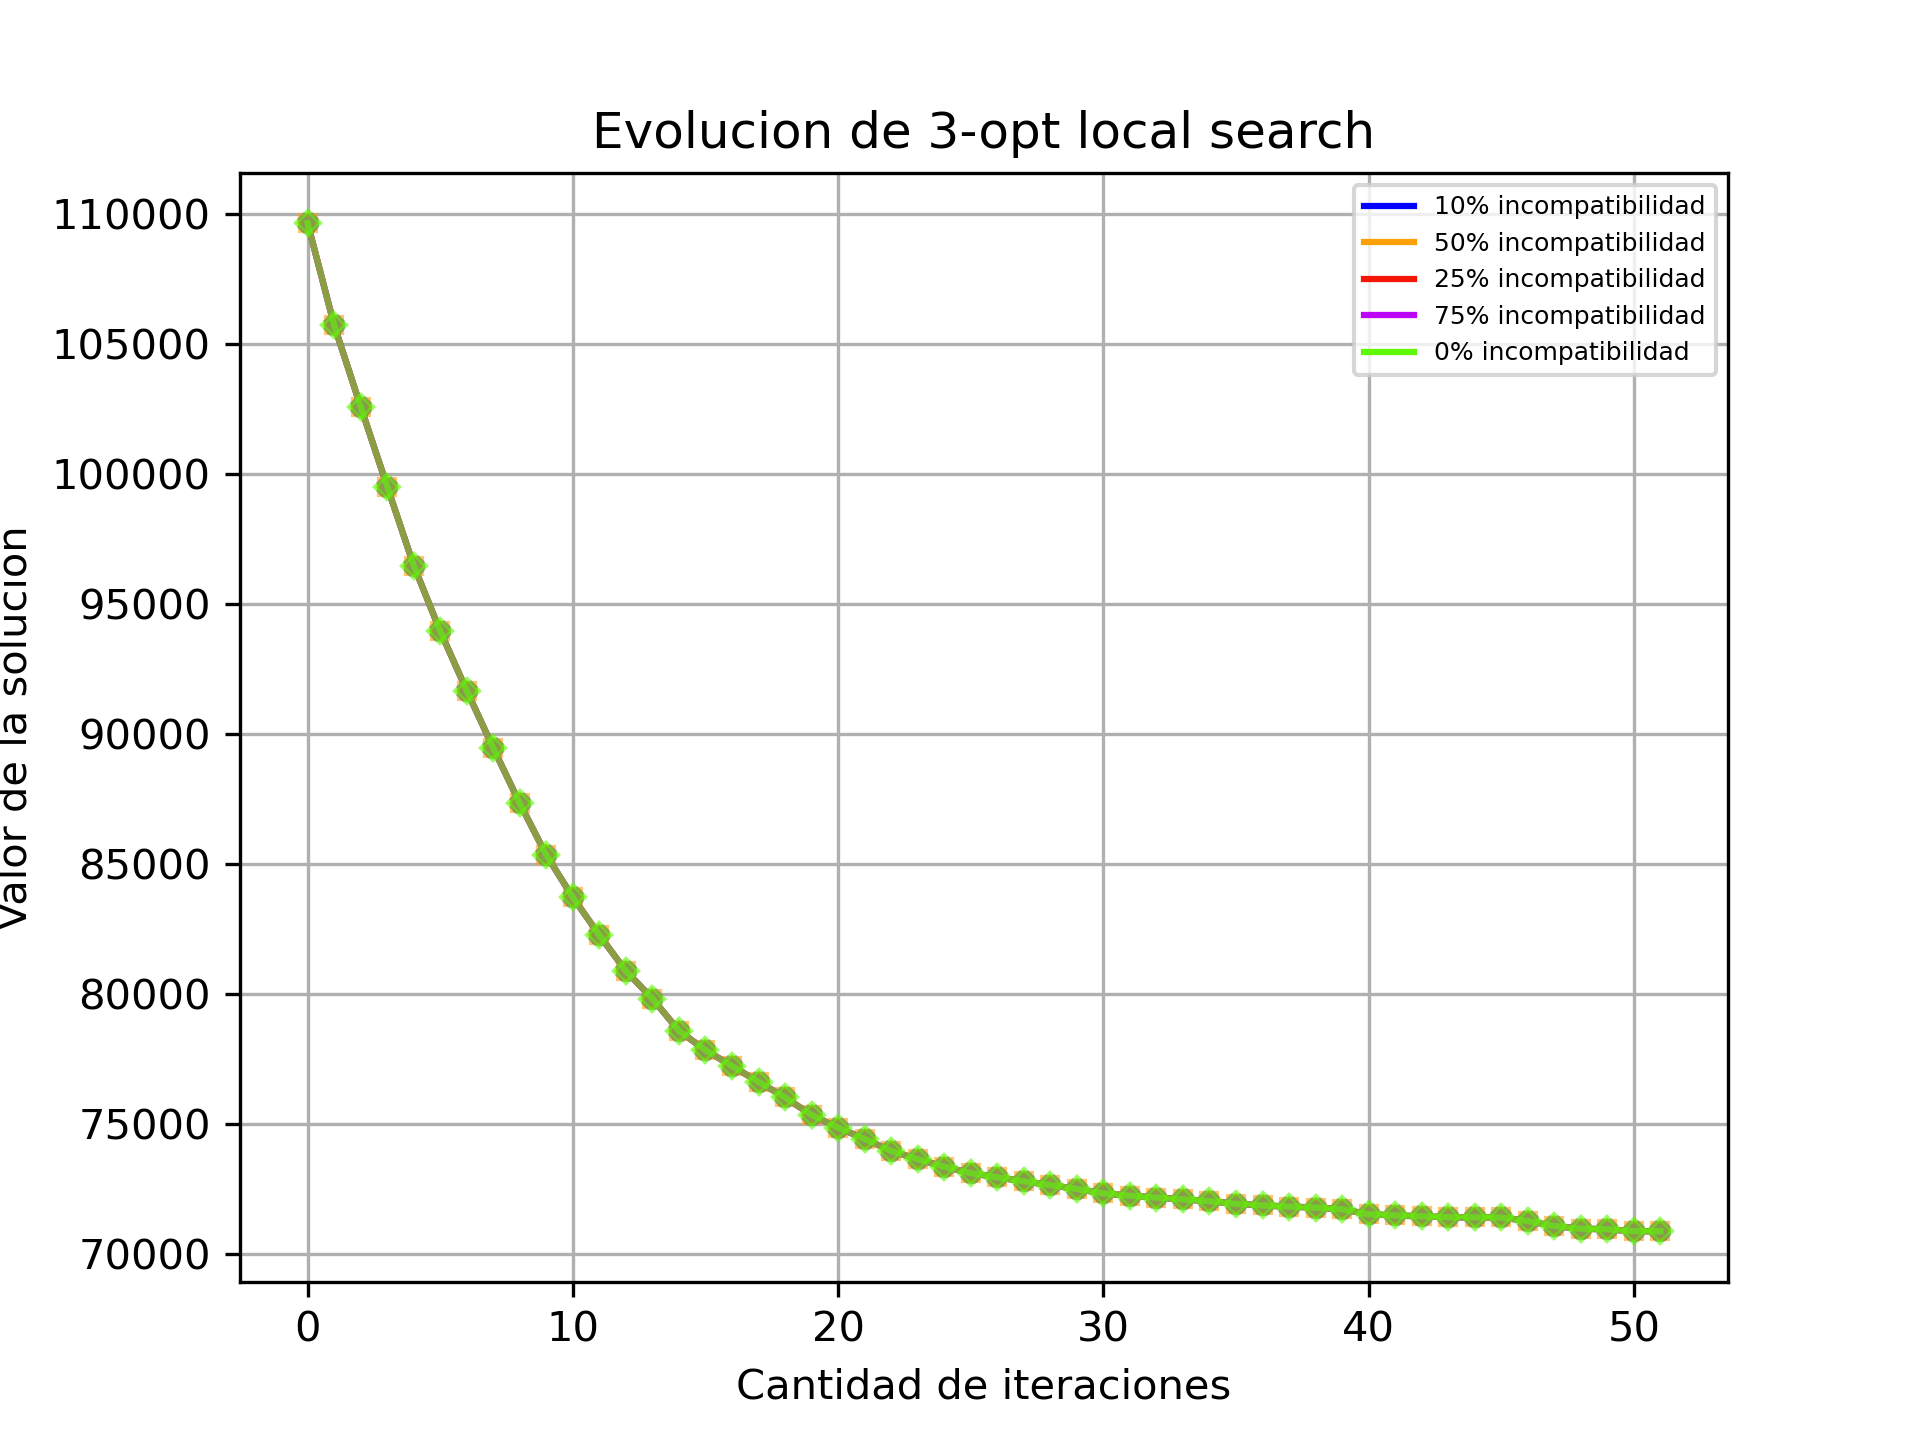 Evolucion de 3-opt local search
110000
105000
100000
95000
90000
85000
80000
75000
70000
Valor de la solucion
10% incompatibilidad
50% incompatibilidad
25% incompatibilidad
75% incompatibilidad
0% incompatibilidad
0 10 20 30 40 50
Cantidad de iteraciones